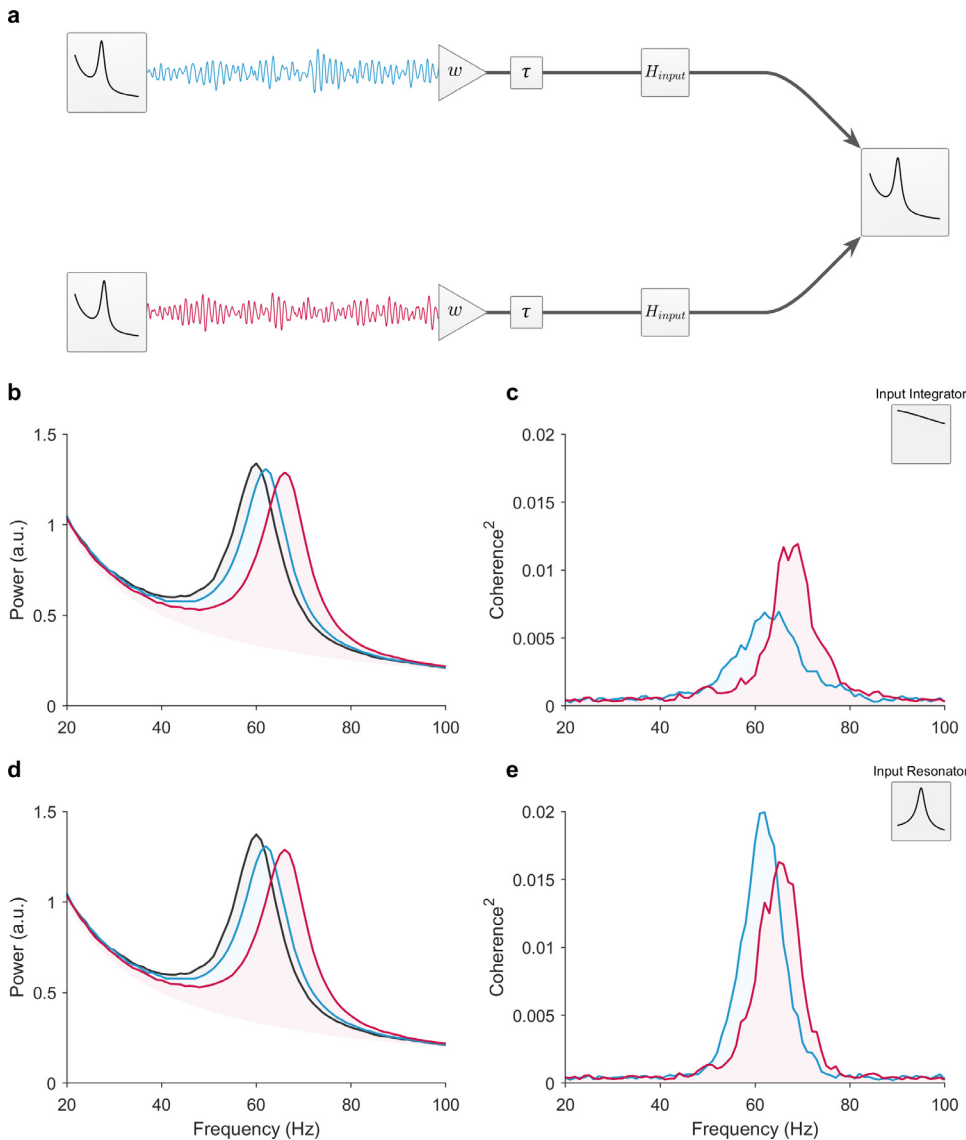 a
w
τ
H_input
w
τ
H_input
b
c
Input Integrator
1.5
1
0.5
0
Power (a.u.)
20 40 60 80 100
0.02
0.015
0.01
0.005
0
Coherence²
20 40 60 80 100
d
e
Input Resonator
1.5
1
0.5
0
Power (a.u.)
20 40 60 80 100
Frequency (Hz)
0.02
0.015
0.01
0.005
0
Coherence²
20 40 60 80 100
Frequency (Hz)